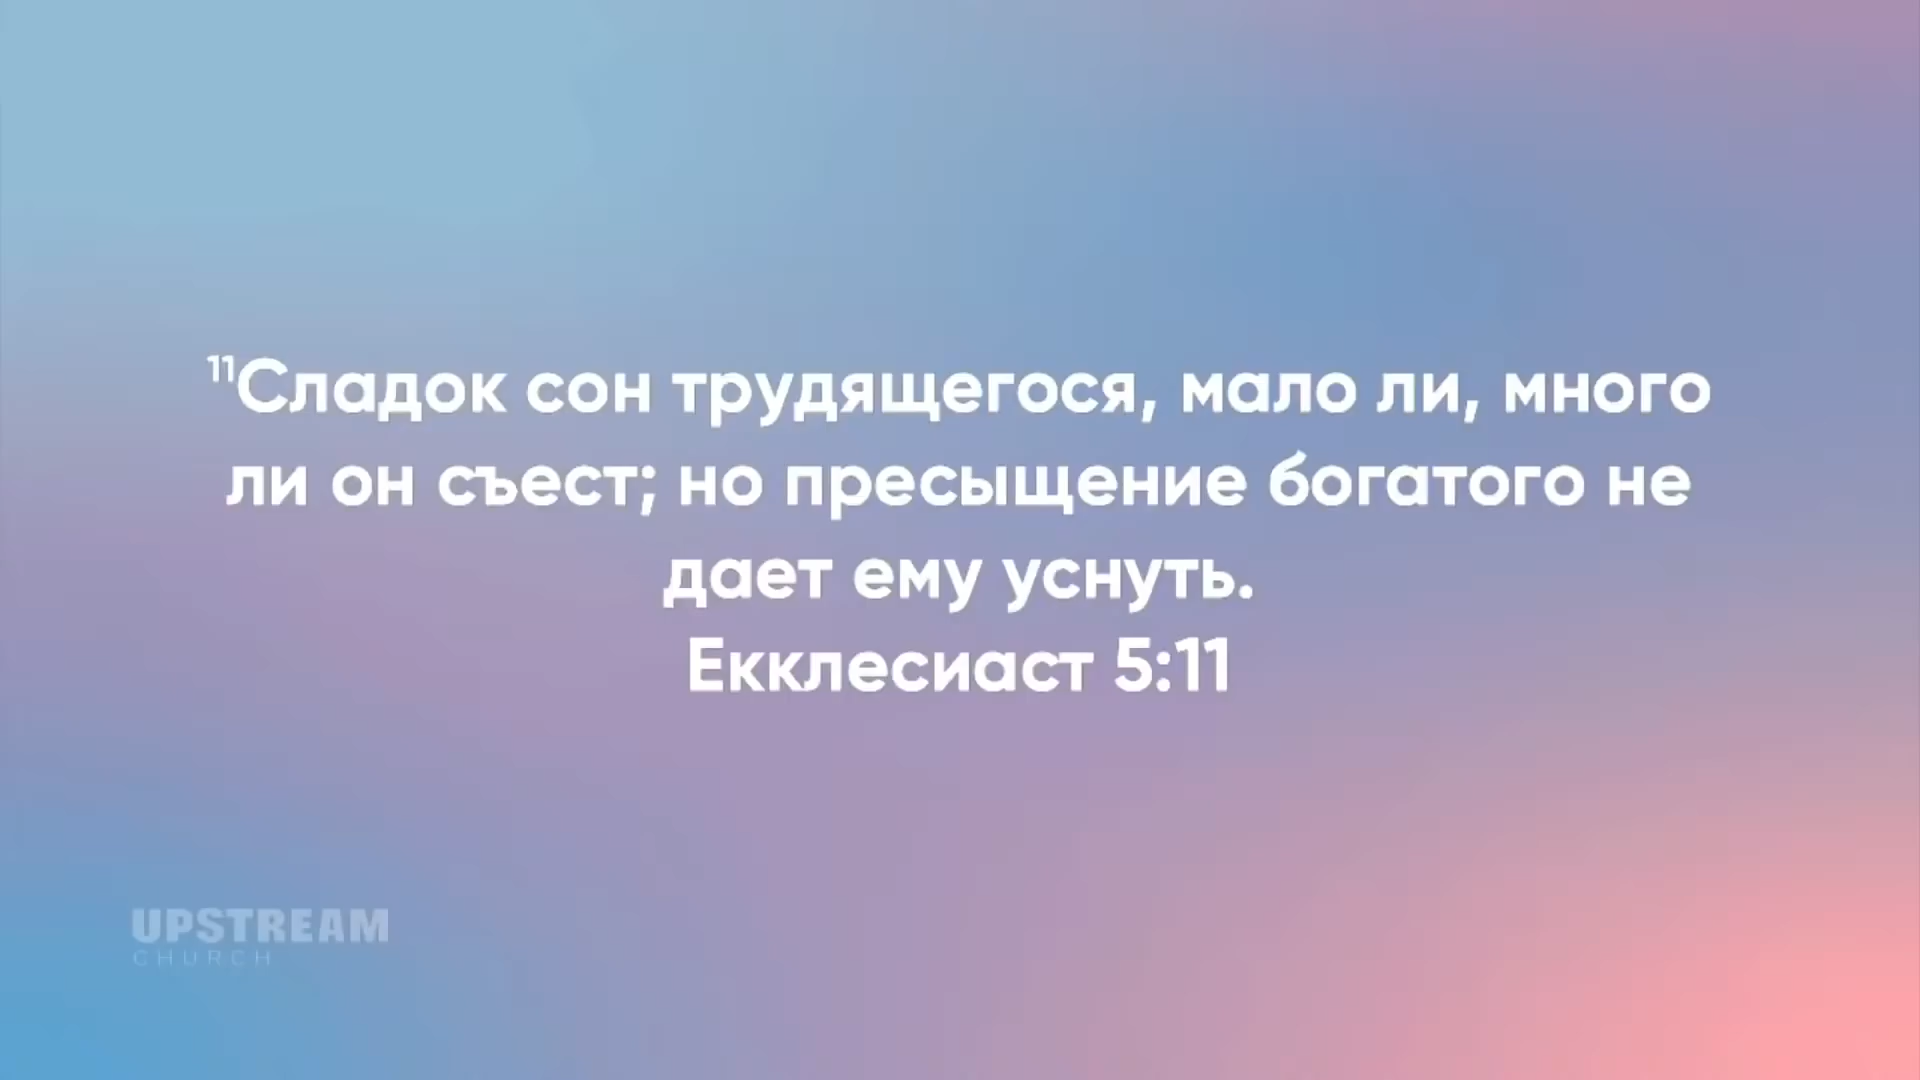 ¹¹Сладок сон трудящегося, мало ли, много
ли он съест; но пресыщение богатого не
дает ему уснуть.
Екклесиаст 5:11
UPSTREAM
CHURCH